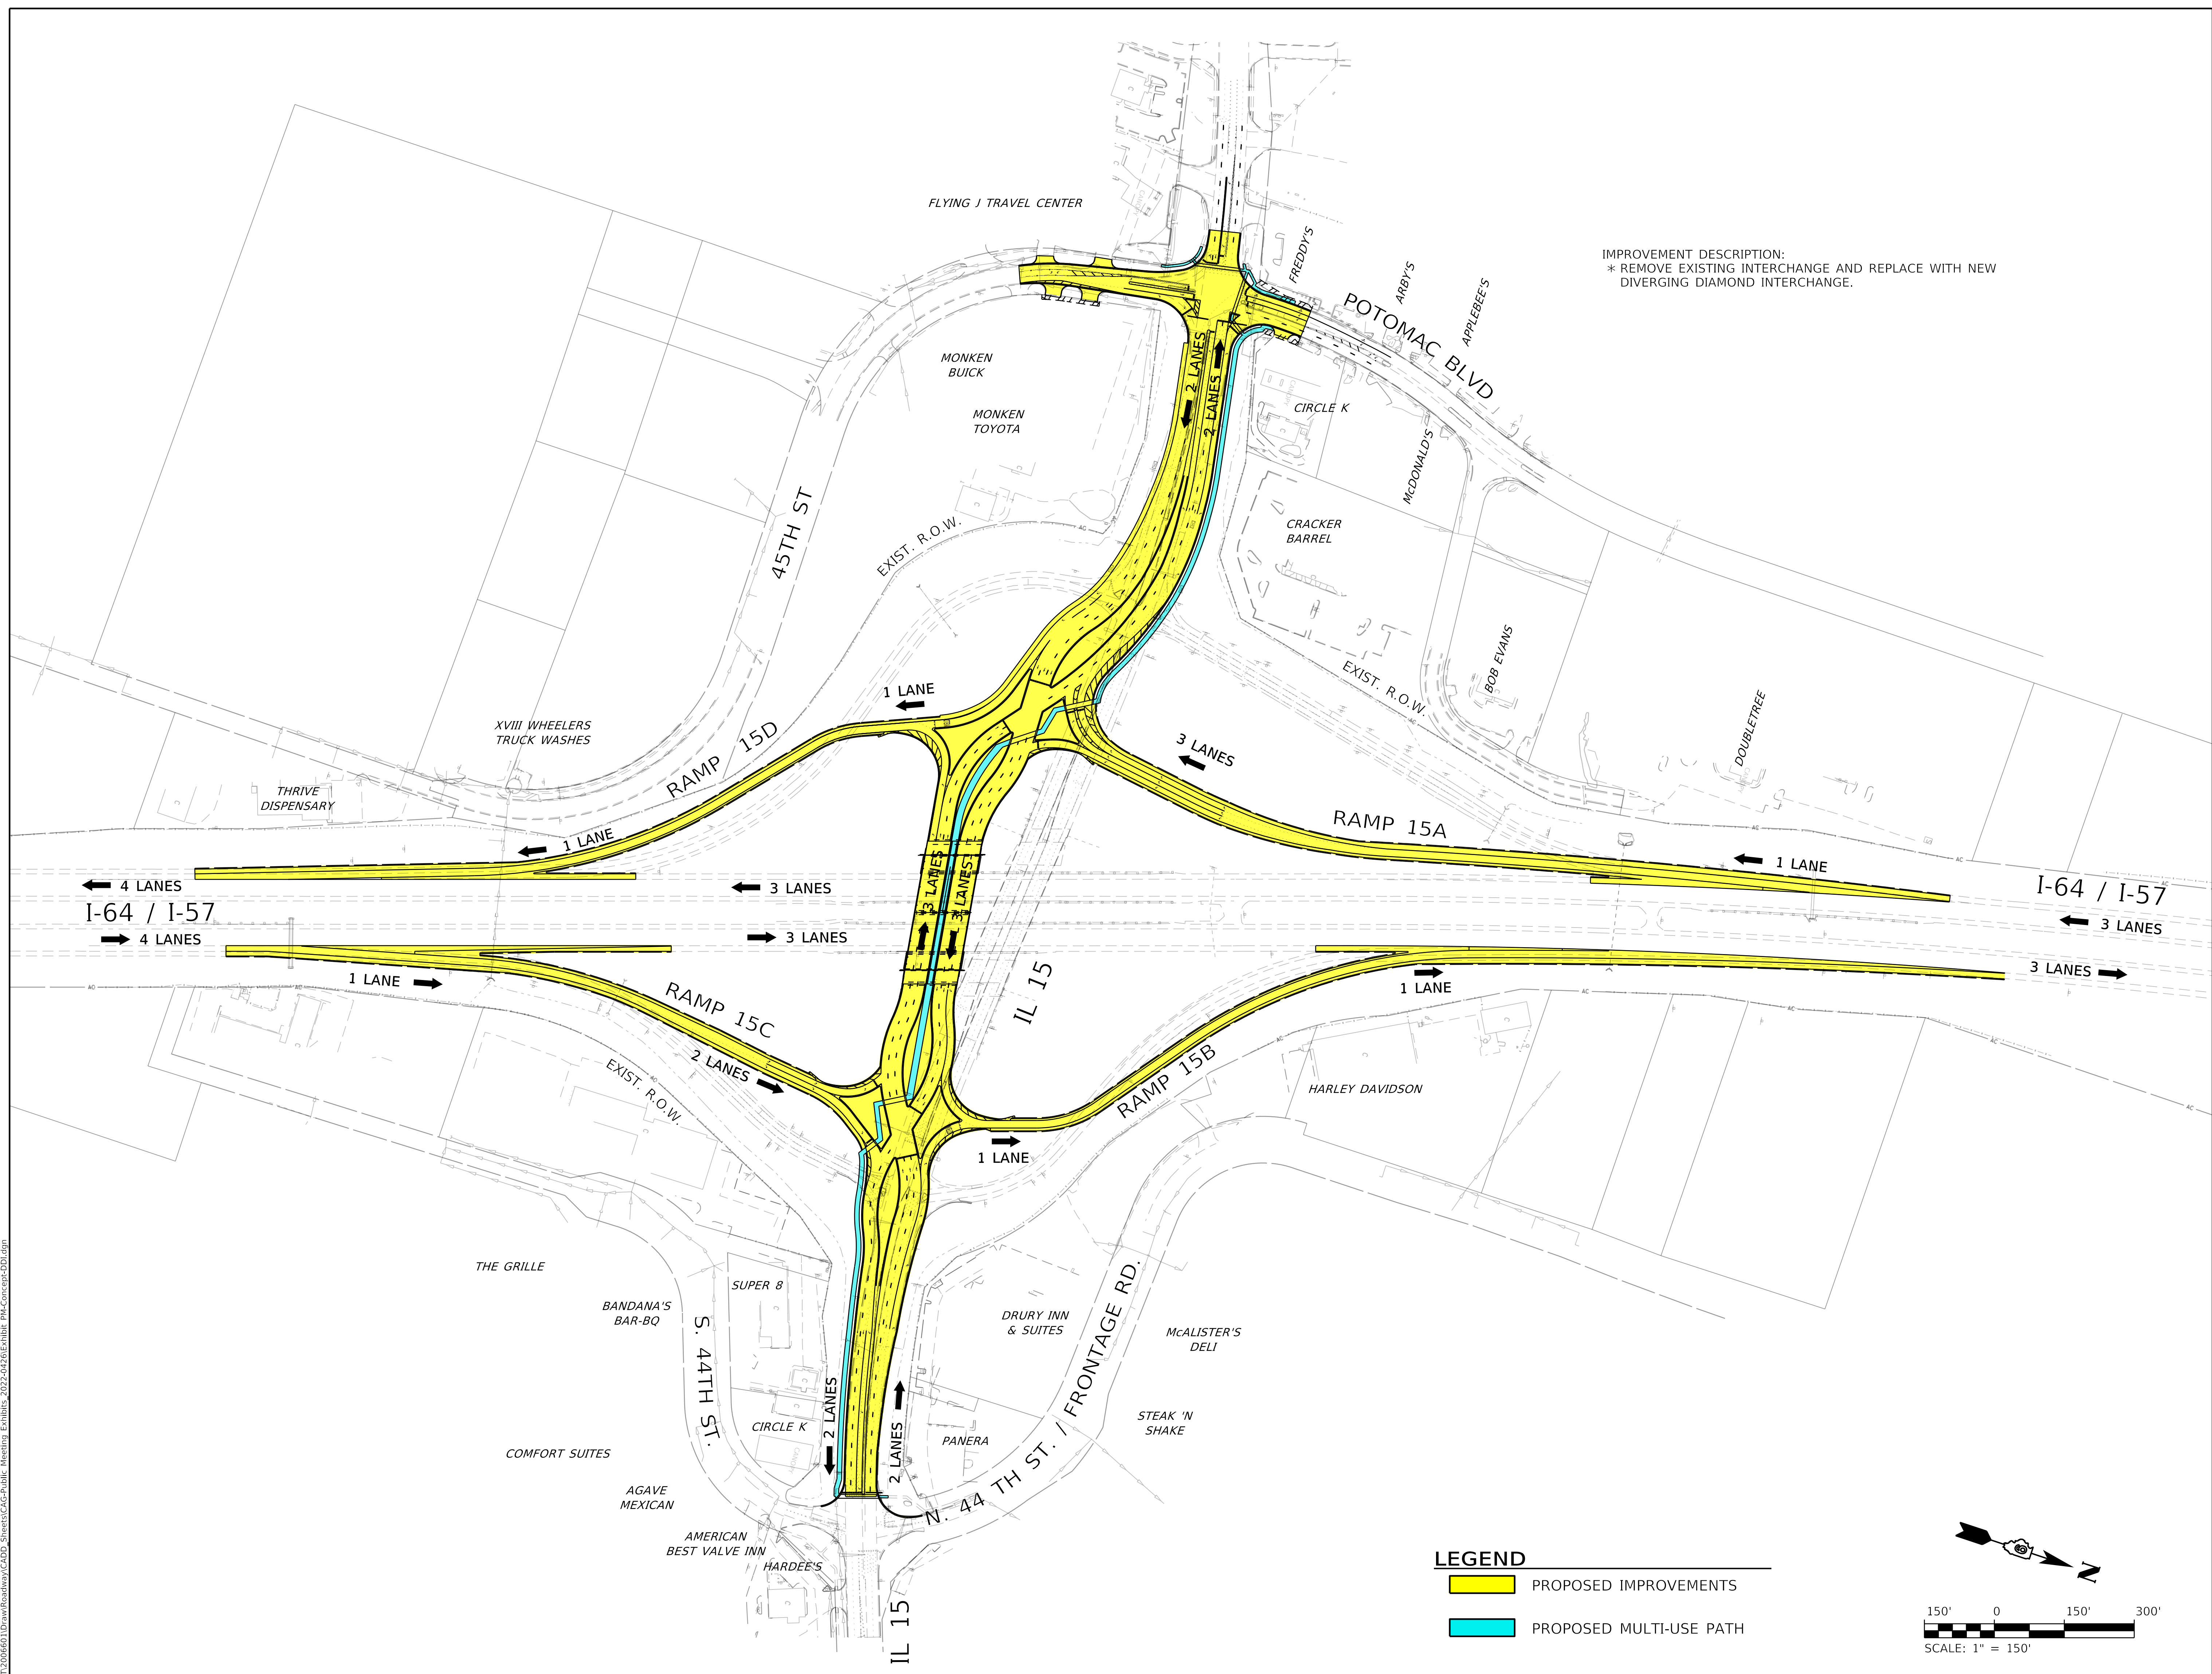 FLYING J TRAVEL CENTER
FREDDY'S
ARBY'S
APPLEBEE'S
POTOMAC BLVD
IMPROVEMENT DESCRIPTION:
* REMOVE EXISTING INTERCHANGE AND REPLACE WITH NEW
DIVERGING DIAMOND INTERCHANGE.
MONKEN
BUICK
MONKEN
TOYOTA
2 LANES
2 LANES
CIRCLE K
McDONALD'S
45TH ST
EXIST. R.O.W.
CRACKER
BARREL
BOB EVANS
EXIST. R.O.W.
DOUBLETREE
1 LANE
XVIII WHEELERS
TRUCK WASHES
RAMP 15D
3 LANES
THRIVE
DISPENSARY
1 LANE
RAMP 15A
1 LANE
4 LANES
3 LANES
3 LANES
3 LANES
I-64 / I-57
I-64 / I-57
4 LANES
3 LANES
3 LANES
3 LANES
1 LANE
1 LANE
RAMP 15C
IL 15
2 LANES
EXIST. R.O.W.
RAMP 15B
HARLEY DAVIDSON
1 LANE
THE GRILLE
SUPER 8
BANDANA'S
BAR-BQ
DRURY INN
& SUITES
McALISTER'S
DELI
S. 44TH ST.
N. 44 TH ST. / FRONTAGE RD.
2 LANES
2 LANES
CIRCLE K
PANERA
STEAK 'N
SHAKE
COMFORT SUITES
AGAVE
MEXICAN
AMERICAN
BEST VALVE INN
HARDEE'S
IL 15
LEGEND
PROPOSED IMPROVEMENTS
PROPOSED MULTI-USE PATH
N
150' 0 150' 300'
SCALE: 1" = 150'